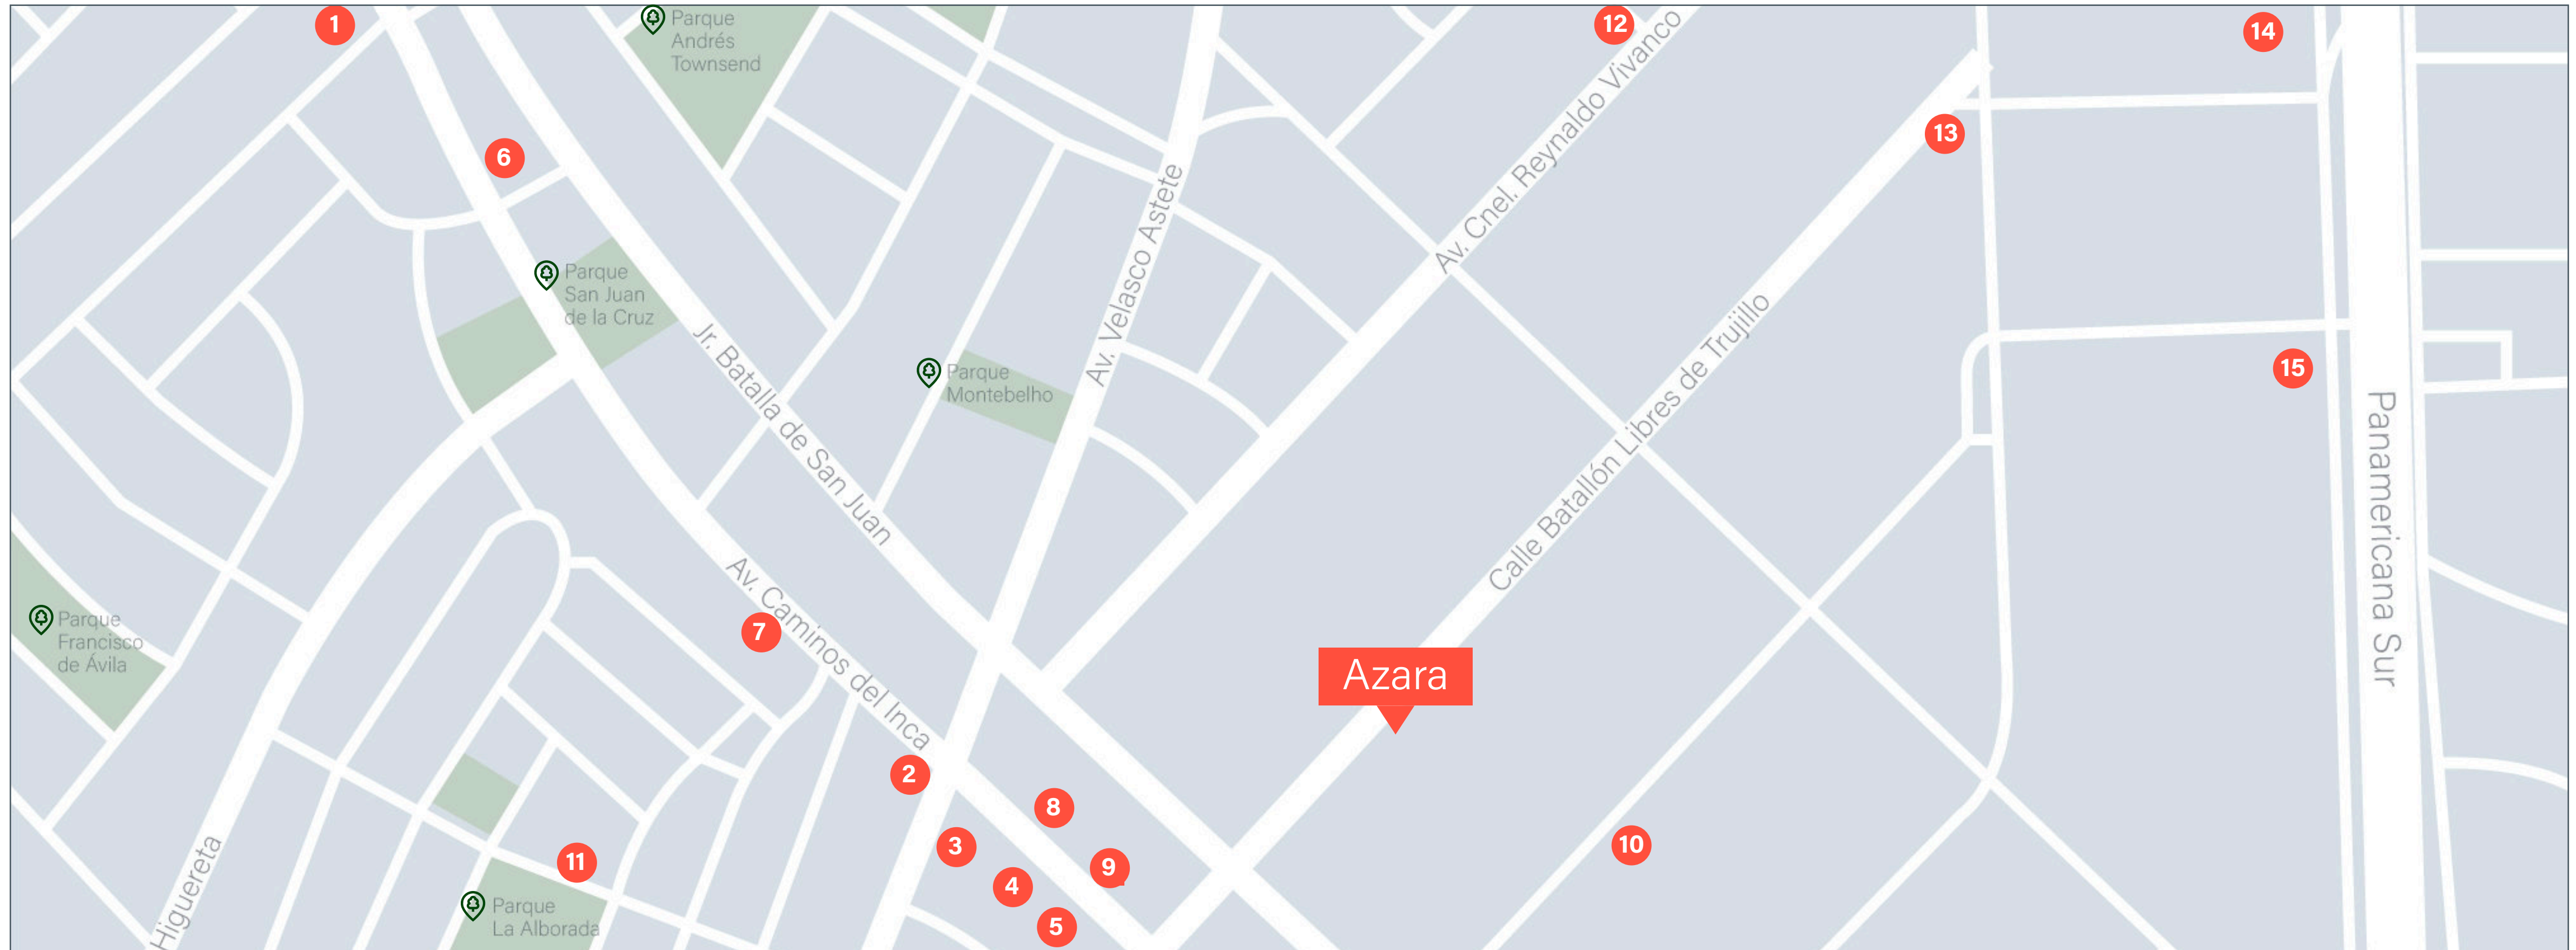 1
12
14
Parque
Andrés
Townsend
13
6
Av. Cnel. Reynaldo Vivanco
Av. Velasco Astete
Parque
San Juan
de la Cruz
Jr. Batalla de San Juan
Parque
Montebelho
Calle Batallón Libres de Trujillo
15
Panamericana Sur
Parque
Francisco
de Ávila
7
Av. Caminos del Inca
Azara
2
8
3
9
10
4
5
11
Higuereta
Parque
La Alborada